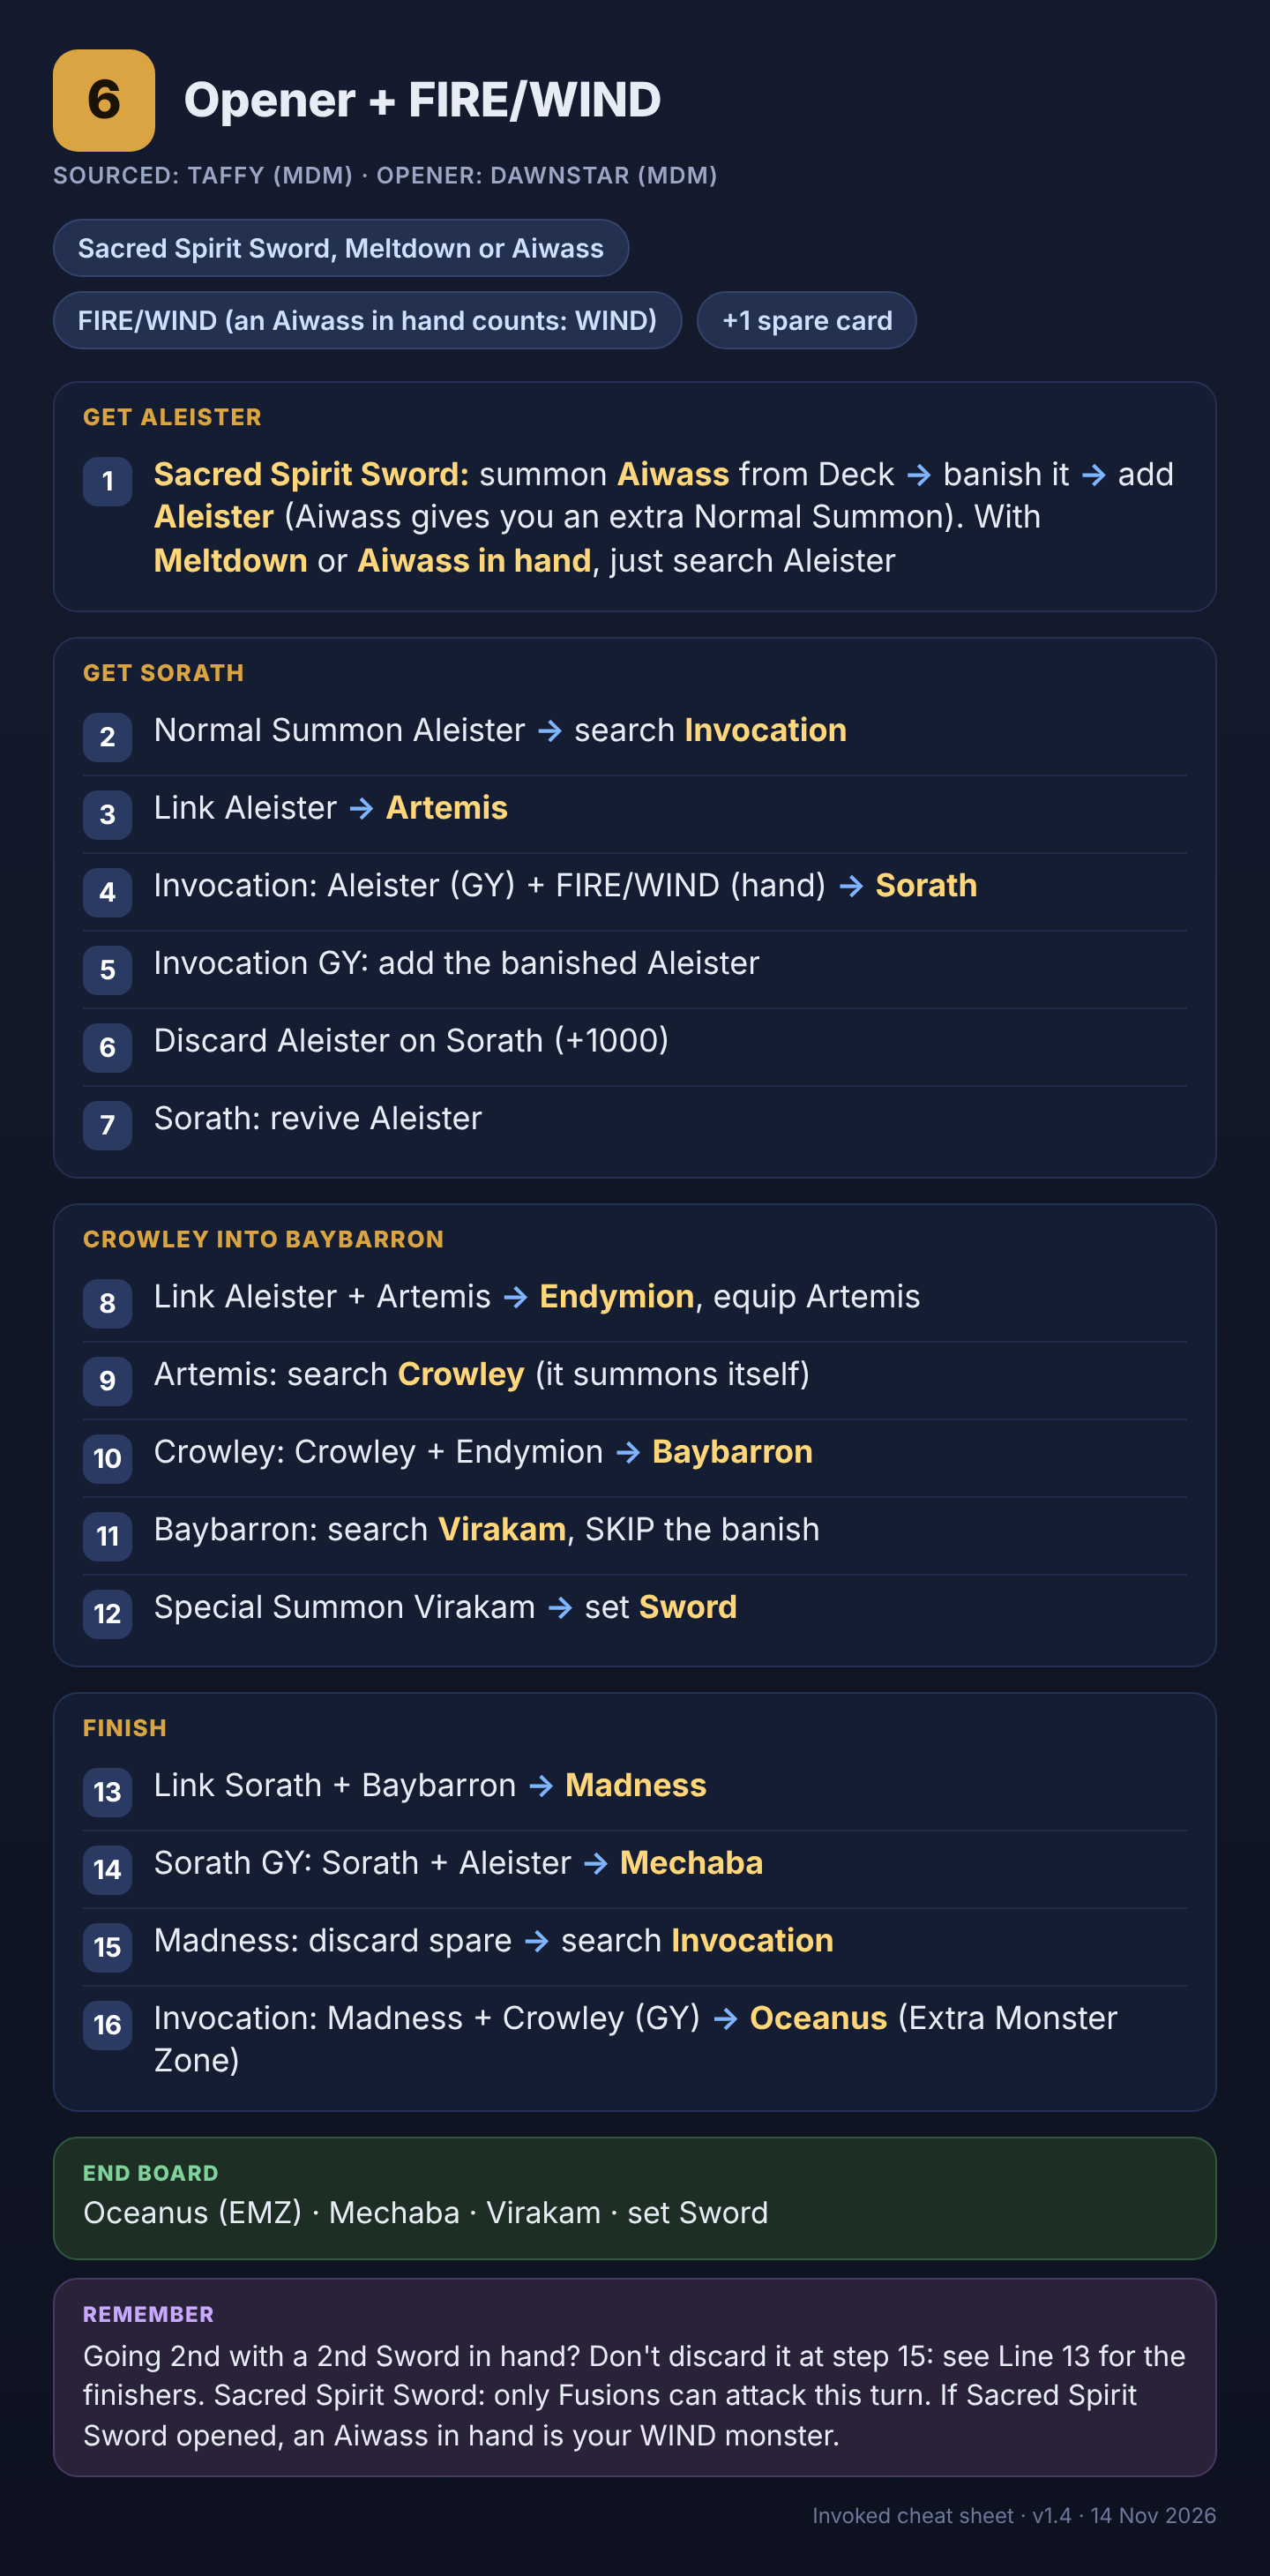 6
Opener + FIRE/WIND
SOURCED: TAFFY (MDM) · OPENER: DAWNSTAR (MDM)
Sacred Spirit Sword, Meltdown or Aiwass
FIRE/WIND (an Aiwass in hand counts: WIND)
+1 spare card
GET ALEISTER
1 Sacred Spirit Sword: summon Aiwass from Deck → banish it → add
Aleister (Aiwass gives you an extra Normal Summon). With
Meltdown or Aiwass in hand, just search Aleister
GET SORATH
2 Normal Summon Aleister → search Invocation
3 Link Aleister → Artemis
4 Invocation: Aleister (GY) + FIRE/WIND (hand) → Sorath
5 Invocation GY: add the banished Aleister
6 Discard Aleister on Sorath (+1000)
7 Sorath: revive Aleister
CROWLEY INTO BAYBARRON
8 Link Aleister + Artemis → Endymion, equip Artemis
9 Artemis: search Crowley (it summons itself)
10 Crowley: Crowley + Endymion → Baybarron
11 Baybarron: search Virakam, SKIP the banish
12 Special Summon Virakam → set Sword
FINISH
13 Link Sorath + Baybarron → Madness
14 Sorath GY: Sorath + Aleister → Mechaba
15 Madness: discard spare → search Invocation
16 Invocation: Madness + Crowley (GY) → Oceanus (Extra Monster
Zone)
END BOARD
Oceanus (EMZ) · Mechaba · Virakam · set Sword
REMEMBER
Going 2nd with a 2nd Sword in hand? Don't discard it at step 15: see Line 13 for the
finishers. Sacred Spirit Sword: only Fusions can attack this turn. If Sacred Spirit
Sword opened, an Aiwass in hand is your WIND monster.
Invoked cheat sheet · v1.4 · 14 Nov 2026